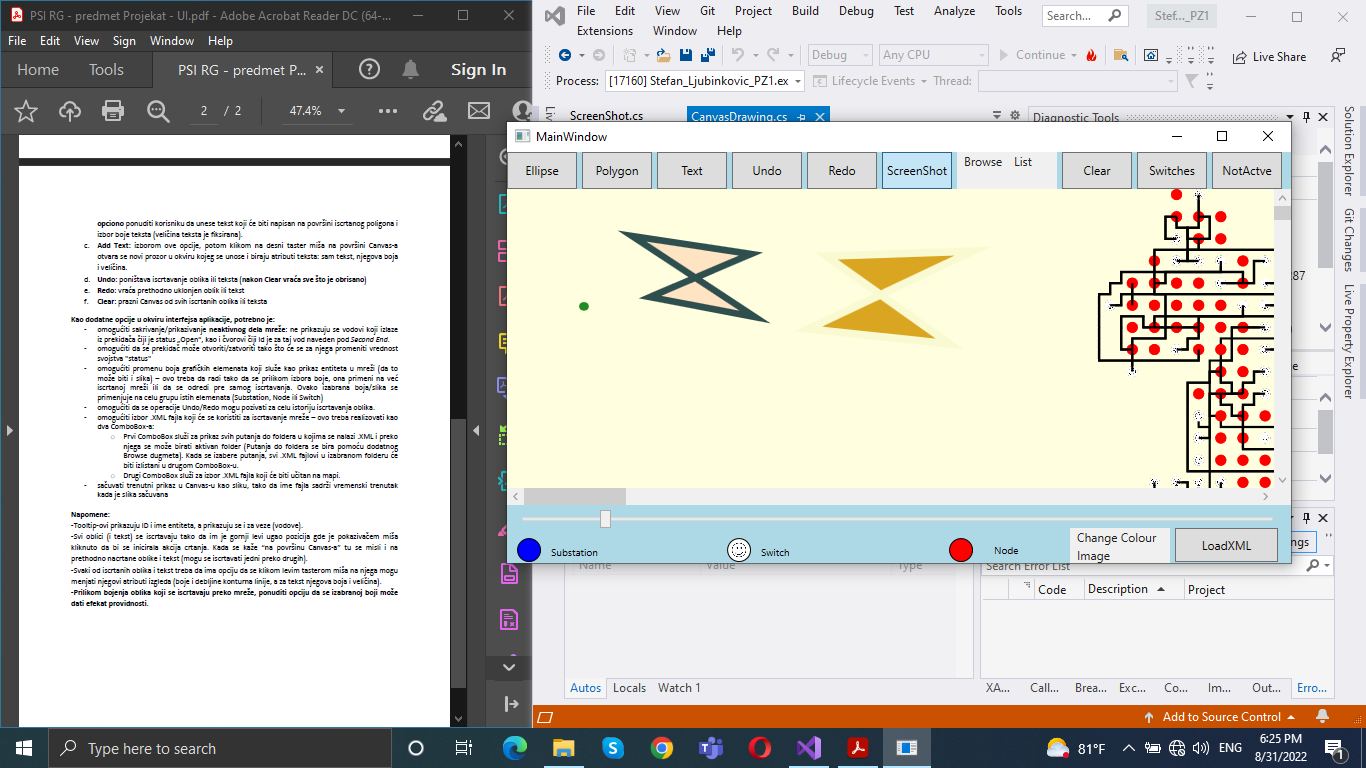 PSI RG - predmet Projekat - UI.pdf - Adobe Acrobat Reader DC (64-...
File Edit View Sign Window Help
Home Tools PSI RG - predmet P... × Sign In
2 / 2 47.4%
opciono ponuditi korisniku da unese tekst koji će biti napisan na površini iscrtanog poligona i
izbor boje teksta (veličina teksta je fiksirana).
c. Add Text: izborom ove opcije, potom klikom na desni taster miša na površini Canvas-a
otvara se novi prozor u okviru kojeg se unose i biraju atributi teksta: sam tekst, njegova boja
i veličina.
d. Undo: poništava iscrtavanje oblika ili teksta (nakon Clear vraća sve što je obrisano)
e. Redo: vraća prethodno uklonjen oblik ili tekst
f. Clear: prazni Canvas od svih iscrtanih oblika ili teksta
Kao dodatne opcije u okviru interfejsa aplikacije, potrebno je:
- omogućiti sakrivanje/prikazivanje neaktivnog dela mreže: ne prikazuju se vodovi koji izlaze
iz prekidača čiji je status „Open", kao i čvorovi čiji Id je za taj vod naveden pod Second End.
- omogućiti da se prekidač može otvoriti/zatvoriti tako što će se za njega promeniti vrednost
svojstva "status"
- omogućiti promenu boja grafičkih elemenata koji služe kao prikaz entiteta u mreži (da to
može biti i slika) – ovo treba da radi tako da se prilikom izbora boje, ona primeni na već
iscrtanoj mreži ili da se odredi pre samog iscrtavanja. Ovako izabrana boja/slika se
primenjuje na celu grupu istih elemenata (Substation, Node ili Switch)
- omogućiti da se operacije Undo/Redo mogu pozivati za celu istoriju iscrtavanja oblika.
- omogućiti izbor .XML fajla koji će se koristiti za iscrtavanje mreže – ovo treba realizovati kao
dva ComboBox-a:
○ Prvi ComboBox služi za prikaz svih putanja do foldera u kojima se nalazi .XML i preko
njega se može birati aktivan folder (Putanja do foldera se bira pomoću dodatnog
Browse dugmeta). Kada se izabere putanja, svi .XML fajlovi u izabranom folderu će
biti izlistani u drugom ComboBox-u.
○ Drugi ComboBox služi za izbor .XML fajla koji će biti učitan na mapi.
- sačuvati trenutni prikaz u Canvas-u kao sliku, tako da ime fajla sadrži vremenski trenutak
kada je slika sačuvana
Napomene:
-Tooltip-ovi prikazuju ID i ime entiteta, a prikazuju se i za veze (vodove).
-Svi oblici (i tekst) se iscrtavaju tako da im je gornji levi ugao pozicija gde je pokazivačem miša
kliknuto da bi se inicirala akcija crtanja. Kada se kaže "na površinu Canvas-a" tu se misli i na
prethodno nacrtane oblike i tekst (mogu se iscrtavati jedni preko drugih).
-Svaki od iscrtanih oblika i tekst treba da ima opciju da se klikom levim tasterom miša na njega mogu
menjati njegovi atributi izgleda (boje i debljine konturna linije, a za tekst njegova boja i veličina).
-Prilikom bojenja oblika koji se iscrtavaju preko mreže, ponuditi opciju da se izabranoj boji može
dati efekat providnosti.
File Edit View Git Project Build Debug Test Analyze Tools Search... Stef..._PZ1
Extensions Window Help
Debug Any CPU Continue Live Share
Process: [17160] Stefan_Ljubinkovic_PZ1.ex Lifecycle Events Thread:
ScreenShot.cs CanvasDrawing.cs Diagnostic Tools
MainWindow
Ellipse Polygon Text Undo Redo ScreenShot Browse List Clear Switches NotActve
Substation Switch Node Change Colour
Image
LoadXML
Solution Explorer
Git Changes
Live Property Explorer
Name Value Type
Search Error List
Code Description Project
Autos Locals Watch 1
XA... Call... Brea... Exc... Co... Im... Out... Erro...
Add to Source Control
Type here to search 81°F ENG 6:25 PM
8/31/2022